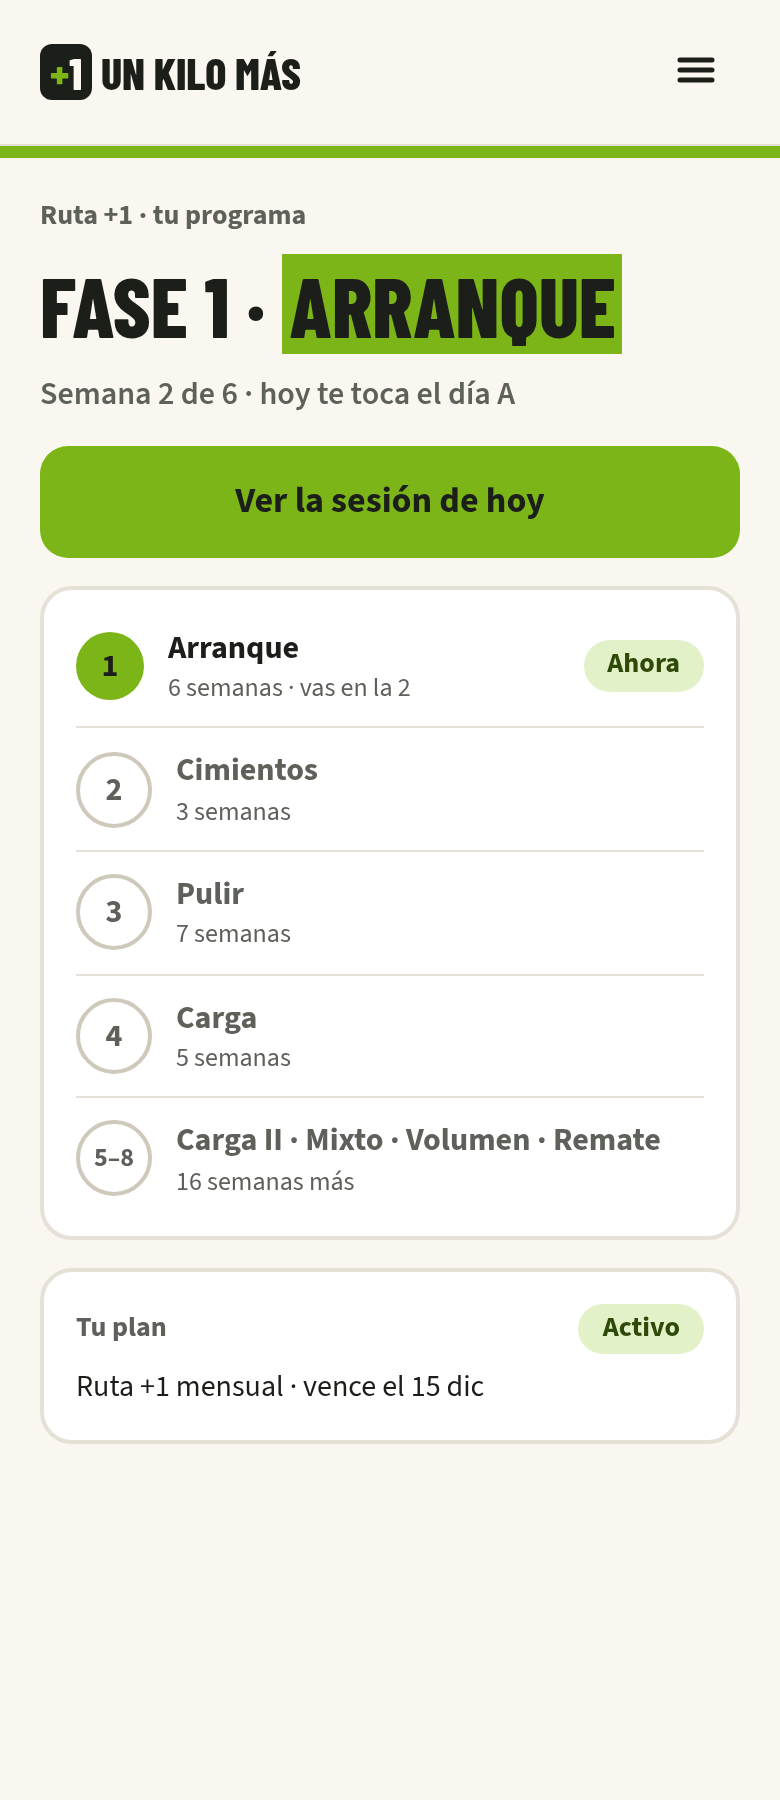 +1 UN KILO MÁS
Ruta +1 · tu programa
FASE 1 · ARRANQUE
Semana 2 de 6 · hoy te toca el día A
Ver la sesión de hoy
1 Arranque Ahora
6 semanas · vas en la 2
2 Cimientos
3 semanas
3 Pulir
7 semanas
4 Carga
5 semanas
5–8 Carga II · Mixto · Volumen · Remate
16 semanas más
Tu plan Activo
Ruta +1 mensual · vence el 15 dic